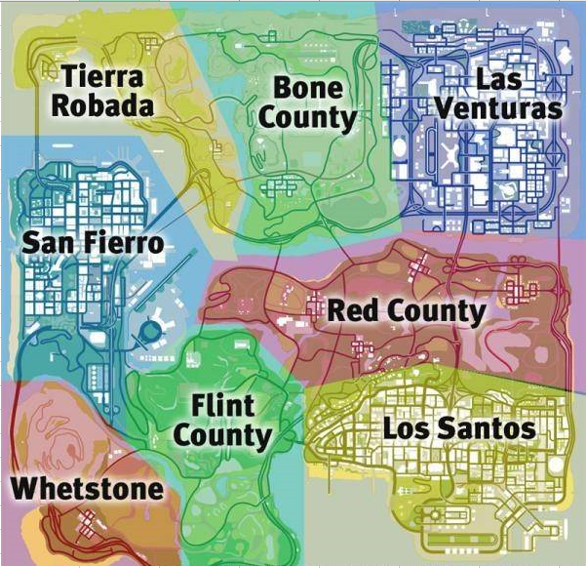 Tierra
Robada
Bone
County
Las
Venturas
San Fierro
Red County
Flint
County
Los Santos
Whetstone